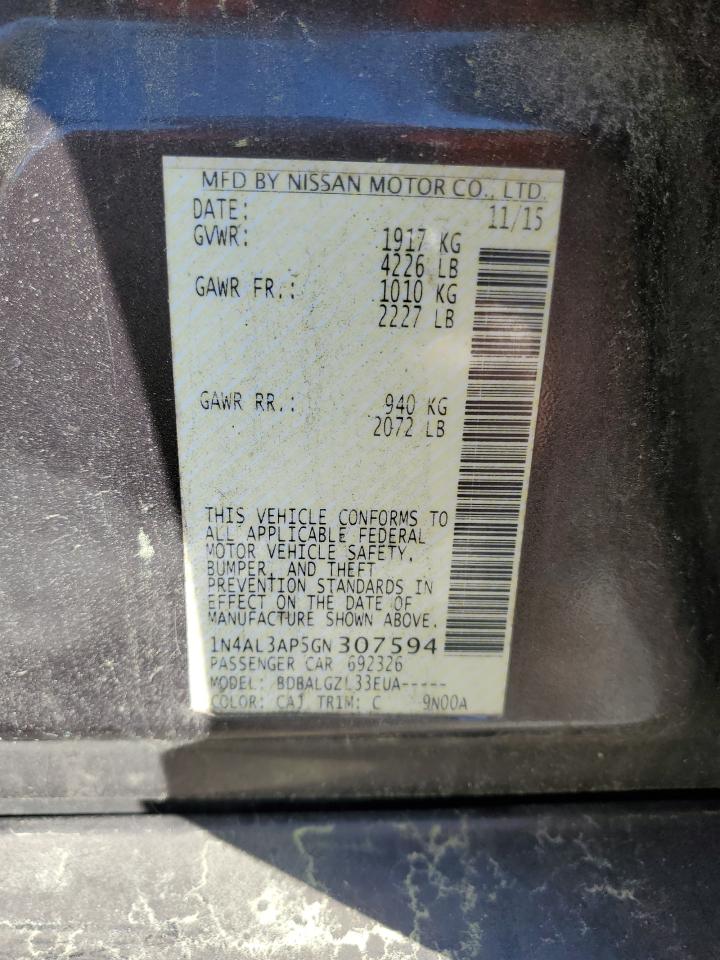 MFD BY NISSAN MOTOR CO., LTD.
DATE: 11/15
GVWR: 1917 KG
4226 LB
GAWR FR.: 1010 KG
2227 LB
GAWR RR.: 940 KG
2072 LB
THIS VEHICLE CONFORMS TO
ALL APPLICABLE FEDERAL
MOTOR VEHICLE SAFETY,
BUMPER, AND THEFT
PREVENTION STANDARDS IN
EFFECT ON THE DATE OF
MANUFACTURE SHOWN ABOVE.
1N4AL3AP5GN307594
PASSENGER CAR 692326
MODEL: BDBALGZL33EUA-----
COLOR: CAJ TRIM: C 9N00A